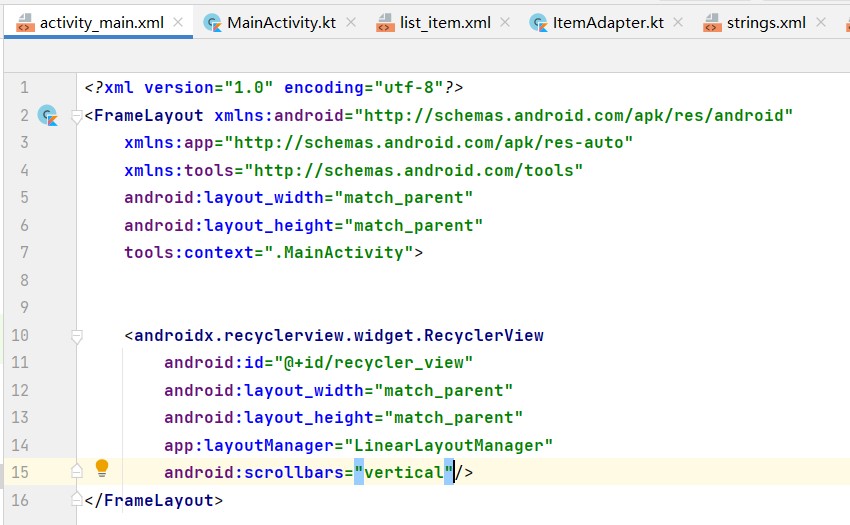 activity_main.xml MainActivity.kt list_item.xml ItemAdapter.kt strings.xml
1 <?xml version="1.0" encoding="utf-8"?>
2 <FrameLayout xmlns:android="http://schemas.android.com/apk/res/android"
3 xmlns:app="http://schemas.android.com/apk/res-auto"
4 xmlns:tools="http://schemas.android.com/tools"
5 android:layout_width="match_parent"
6 android:layout_height="match_parent"
7 tools:context=".MainActivity">
8
9
10 <androidx.recyclerview.widget.RecyclerView
11 android:id="@+id/recycler_view"
12 android:layout_width="match_parent"
13 android:layout_height="match_parent"
14 app:layoutManager="LinearLayoutManager"
15 android:scrollbars="vertical"/>
16 </FrameLayout>